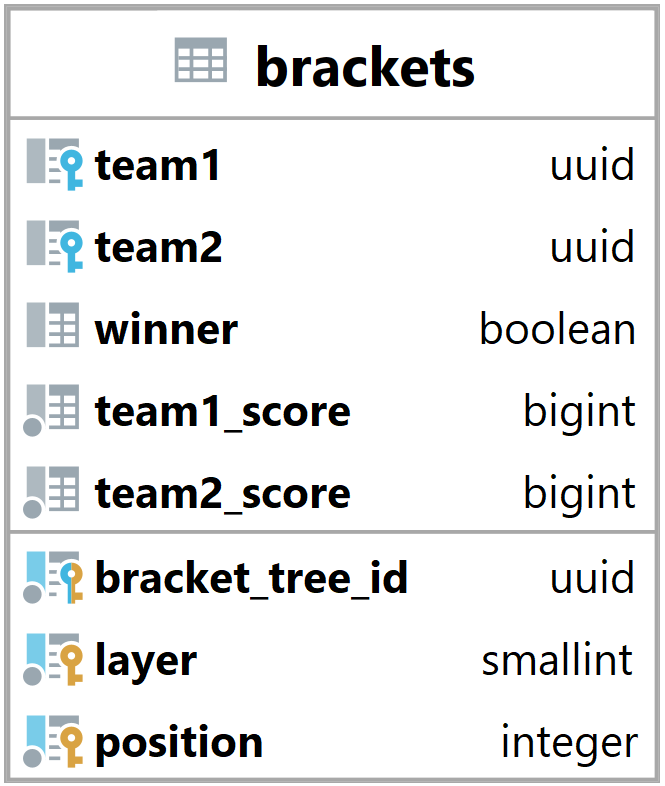 brackets
team1 uuid
team2 uuid
winner boolean
team1_score bigint
team2_score bigint
bracket_tree_id uuid
layer smallint
position integer